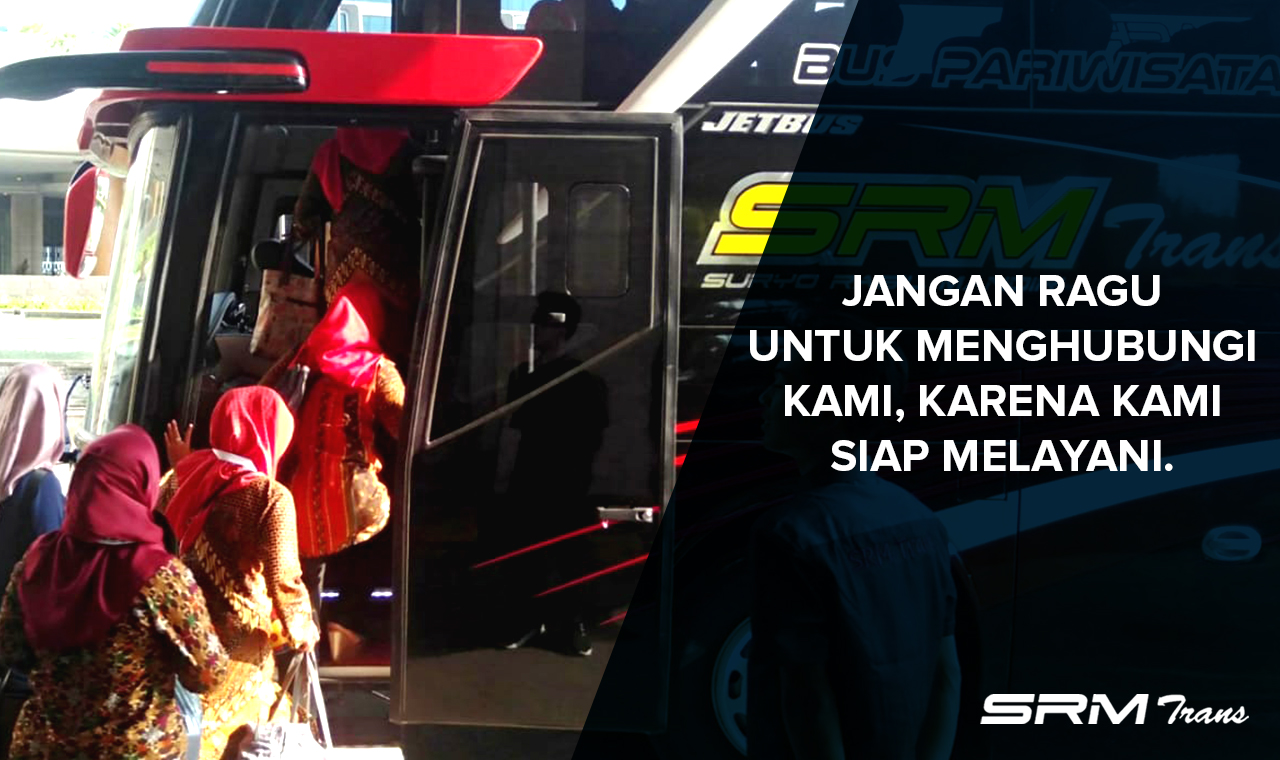 BUS PARIWISATA
JETBUS
SRM Trans
JANGAN RAGU
UNTUK MENGHUBUNGI
KAMI, KARENA KAMI
SIAP MELAYANI.
SRM Trans